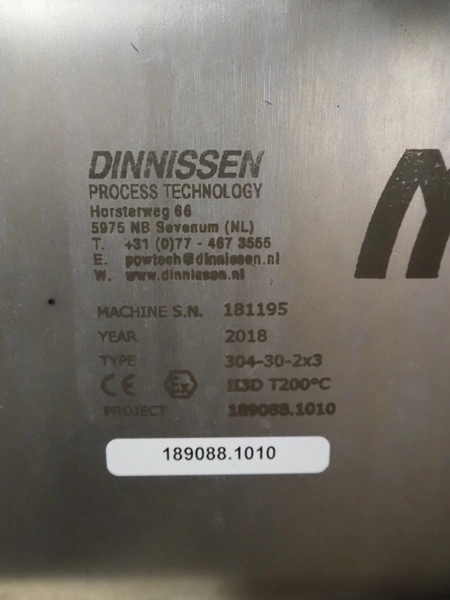 DINNISSEN
PROCESS TECHNOLOGY
Horsterweg 66
5975 NB Sevenum (NL)
T. +31 (0)77 - 467 3555
E. powtech@dinnissen.nl
W. www.dinnissen.nl
MACHINE S.N. 181195
YEAR 2018
TYPE 304-30-2x3
CE Ex II3D T200°C
PROJECT 189088.1010
189088.1010